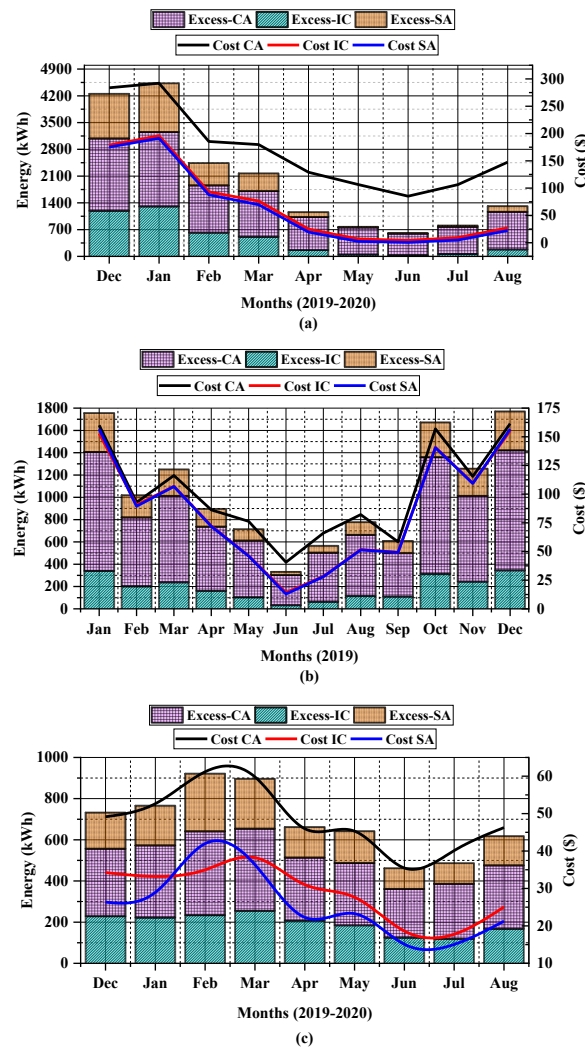 Excess-CA Excess-IC Excess-SA
Cost CA Cost IC Cost SA
4900
4200
3500
2800
2100
1400
700
0
Energy (kWh)
300
250
200
150
100
50
0
Cost ($)
Dec Jan Feb Mar Apr May Jun Jul Aug
Months (2019-2020)
(a)
Excess-CA Excess-IC Excess-SA
Cost CA Cost IC Cost SA
1800
1600
1400
1200
1000
800
600
400
200
0
Energy (kWh)
175
150
125
100
75
50
25
0
Cost ($)
Jan Feb Mar Apr May Jun Jul Aug Sep Oct Nov Dec
Months (2019)
(b)
Excess-CA Excess-IC Excess-SA
Cost CA Cost IC Cost SA
1000
800
600
400
200
0
Energy (kWh)
60
50
40
30
20
10
Cost ($)
Dec Jan Feb Mar Apr May Jun Jul Aug
Months (2019-2020)
(c)